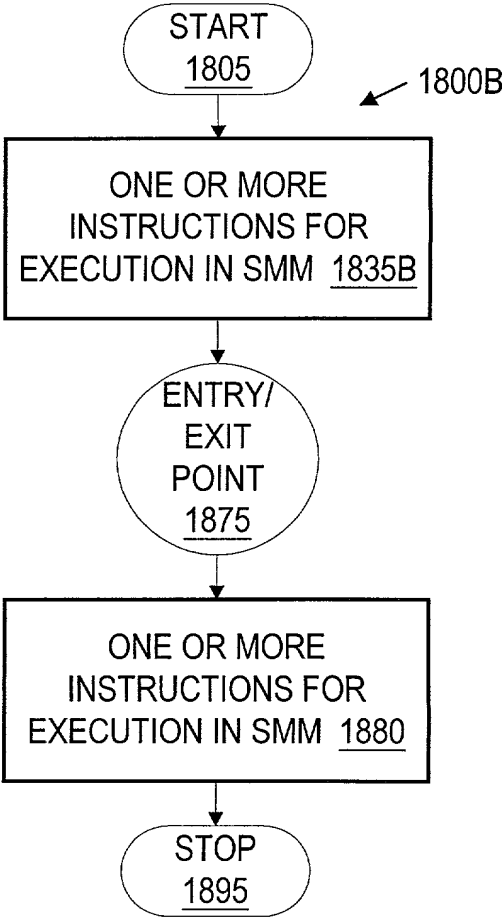 START
1805
1800B
ONE OR MORE
INSTRUCTIONS FOR
EXECUTION IN SMM 1835B
ENTRY/
EXIT
POINT
1875
ONE OR MORE
INSTRUCTIONS FOR
EXECUTION IN SMM 1880
STOP
1895